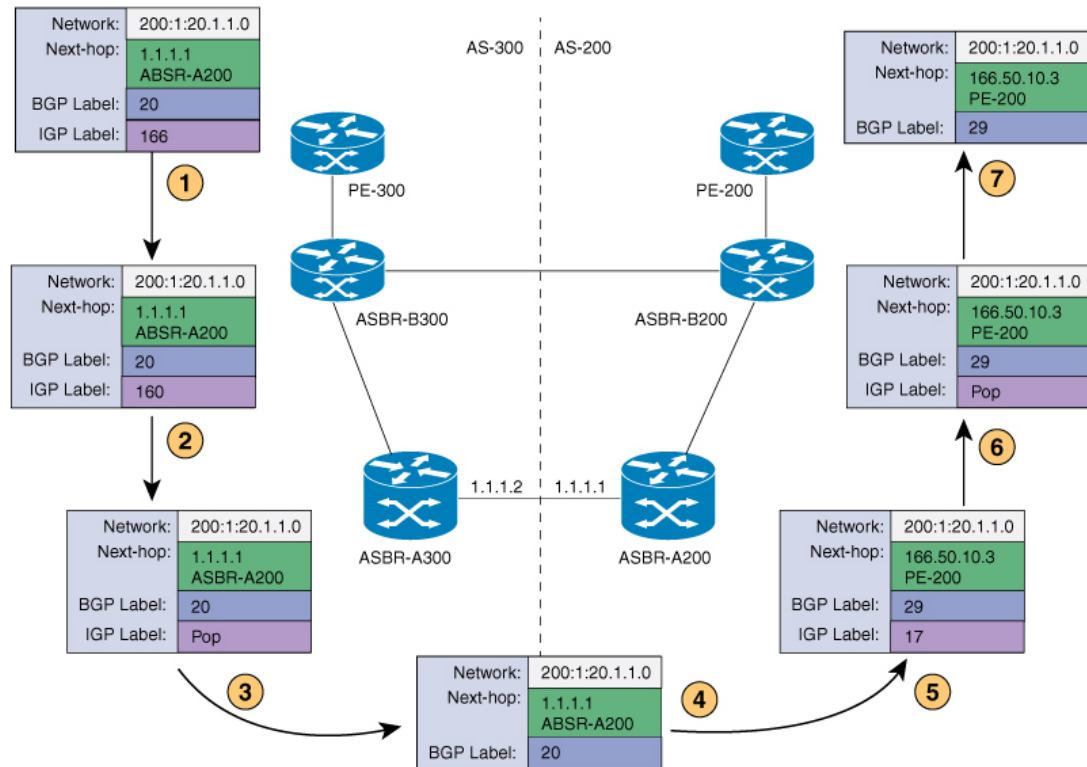 Network: 200:1:20.1.1.0
Next-hop: 1.1.1.1
ABSR-A200
BGP Label: 20
IGP Label: 166
1
Network: 200:1:20.1.1.0
Next-hop: 1.1.1.1
ABSR-A200
BGP Label: 20
IGP Label: 160
2
Network: 200:1:20.1.1.0
Next-hop: 1.1.1.1
ASBR-A200
BGP Label: 20
IGP Label: Pop
3
AS-300 AS-200
PE-300
PE-200
ASBR-B300
ASBR-B200
1.1.1.2 1.1.1.1
ASBR-A300
ASBR-A200
Network: 200:1:20.1.1.0
Next-hop: 1.1.1.1
ABSR-A200
BGP Label: 20
4
5
Network: 200:1:20.1.1.0
Next-hop: 166.50.10.3
PE-200
BGP Label: 29
IGP Label: 17
6
Network: 200:1:20.1.1.0
Next-hop: 166.50.10.3
PE-200
BGP Label: 29
IGP Label: Pop
7
Network: 200:1:20.1.1.0
Next-hop: 166.50.10.3
PE-200
BGP Label: 29